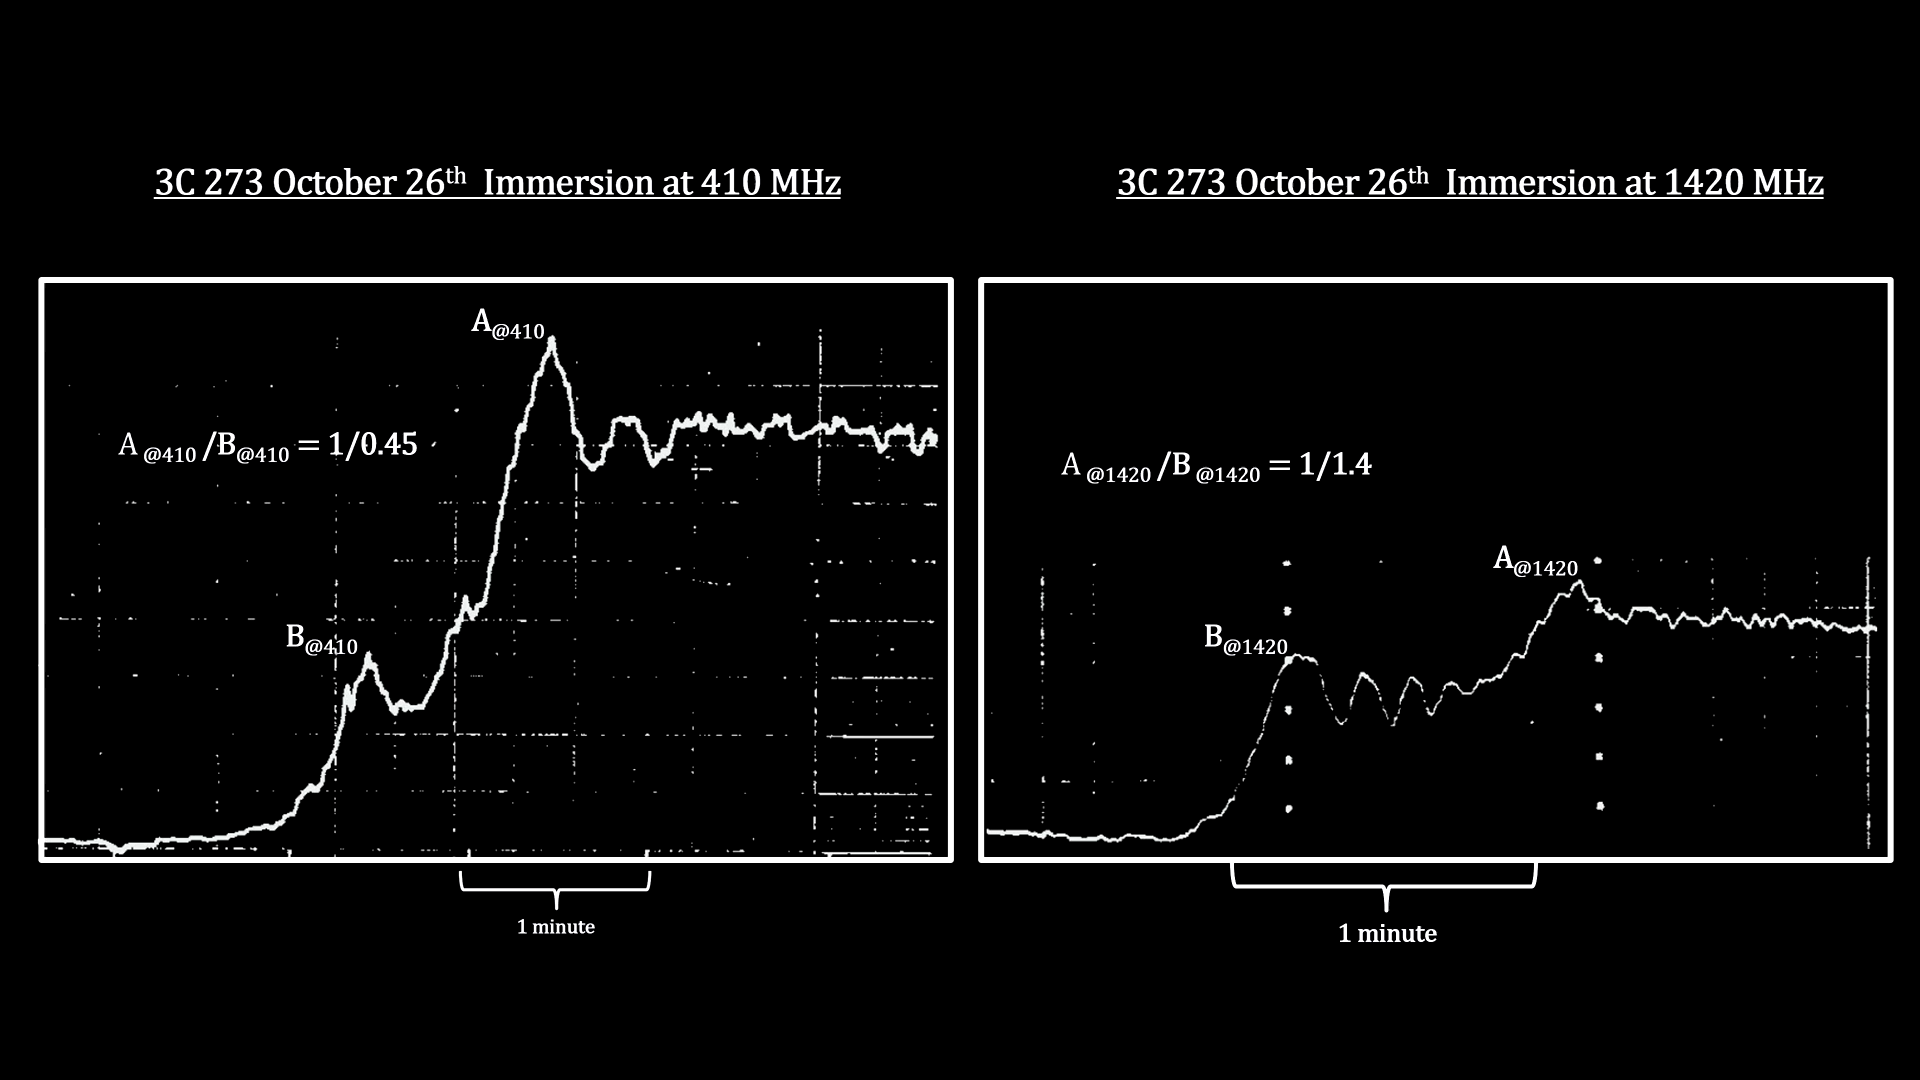 3C 273 October 26th Immersion at 410 MHz
A@410
A @410 /B@410 = 1/0.45
B@410
1 minute
3C 273 October 26th Immersion at 1420 MHz
A @1420 /B @1420 = 1/1.4
A@1420
B@1420
1 minute